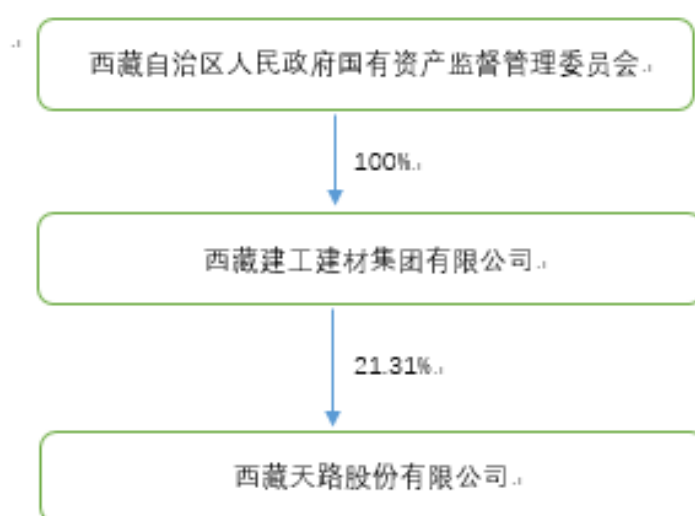 西藏自治区人民政府国有资产监督管理委员会
100%
西藏建工建材集团有限公司
21.31%
西藏天路股份有限公司